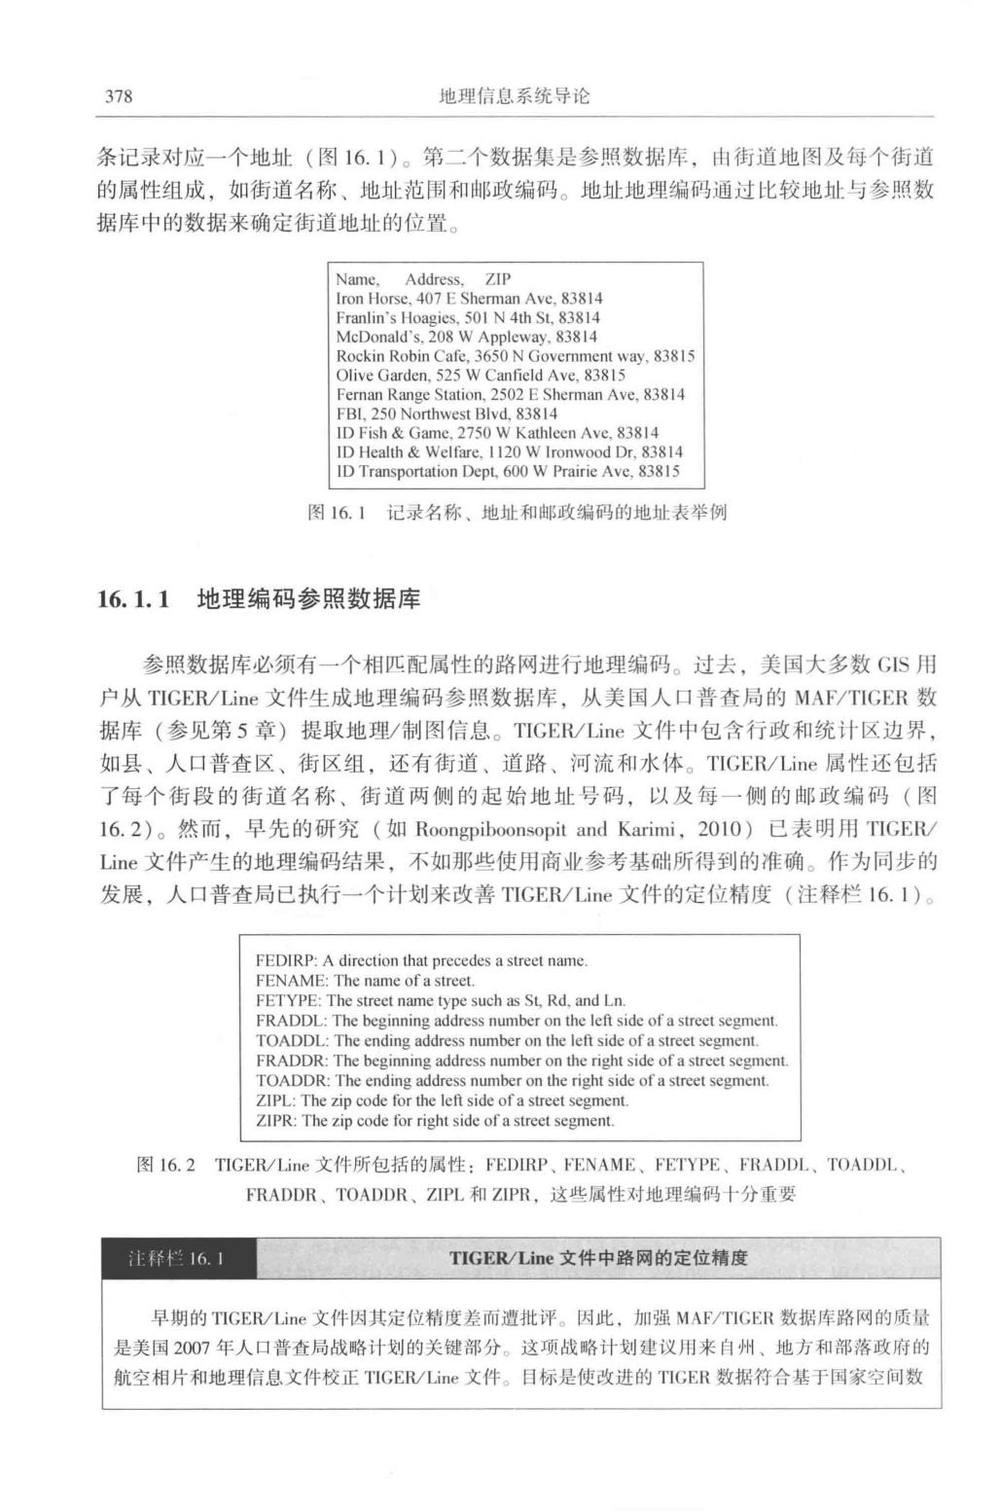 378
地理信息系统导论
条记录对应一个地址（图 16. 1）。第二个数据集是参照数据库，由街道地图及每个街道
的属性组成，如街道名称、地址范围和邮政编码。地址地理编码通过比较地址与参照数
据库中的数据来确定街道地址的位置。
Name, Address, ZIP
Iron Horse, 407 E Sherman Ave, 83814
Franlin's Hoagies, 501 N 4th St, 83814
McDonald's, 208 W Appleway, 83814
Rockin Robin Cafe, 3650 N Government way, 83815
Olive Garden, 525 W Canfield Ave, 83815
Fernan Range Station, 2502 E Sherman Ave, 83814
FBI, 250 Northwest Blvd, 83814
ID Fish & Game, 2750 W Kathleen Ave, 83814
ID Health & Welfare, 1120 W Ironwood Dr, 83814
ID Transportation Dept, 600 W Prairie Ave, 83815
图 16. 1 记录名称、地址和邮政编码的地址表举例
16. 1. 1 地理编码参照数据库
参照数据库必须有一个相匹配属性的路网进行地理编码。过去，美国大多数 GIS 用
户从 TIGER/Line 文件生成地理编码参照数据库，从美国人口普查局的 MAF/TIGER 数
据库（参见第 5 章）提取地理/制图信息。TIGER/Line 文件中包含行政和统计区边界，
如县、人口普查区、街区组，还有街道、道路、河流和水体。TIGER/Line 属性还包括
了每个街段的街道名称、街道两侧的起始地址号码，以及每一侧的邮政编码（图
16. 2）。然而，早先的研究（如 Roongpiboonsopit and Karimi，2010）已表明用 TIGER/
Line 文件产生的地理编码结果，不如那些使用商业参考基础所得到的准确。作为同步的
发展，人口普查局已执行一个计划来改善 TIGER/Line 文件的定位精度（注释栏 16. 1）。
FEDIRP: A direction that precedes a street name.
FENAME: The name of a street.
FETYPE: The street name type such as St, Rd, and Ln.
FRADDL: The beginning address number on the left side of a street segment.
TOADDL: The ending address number on the left side of a street segment.
FRADDR: The beginning address number on the right side of a street segment.
TOADDR: The ending address number on the right side of a street segment.
ZIPL: The zip code for the left side of a street segment.
ZIPR: The zip code for right side of a street segment.
图 16. 2 TIGER/Line 文件所包括的属性：FEDIRP、FENAME、FETYPE、FRADDL、TOADDL、
FRADDR、TOADDR、ZIPL 和 ZIPR，这些属性对地理编码十分重要
注释栏 16. 1 TIGER/Line 文件中路网的定位精度
早期的 TIGER/Line 文件因其定位精度差而遭批评。因此，加强 MAF/TIGER 数据库路网的质量
是美国 2007 年人口普查局战略计划的关键部分。这项战略计划建议用来自州、地方和部落政府的
航空相片和地理信息文件校正 TIGER/Line 文件。目标是使改进的 TIGER 数据符合基于国家空间数